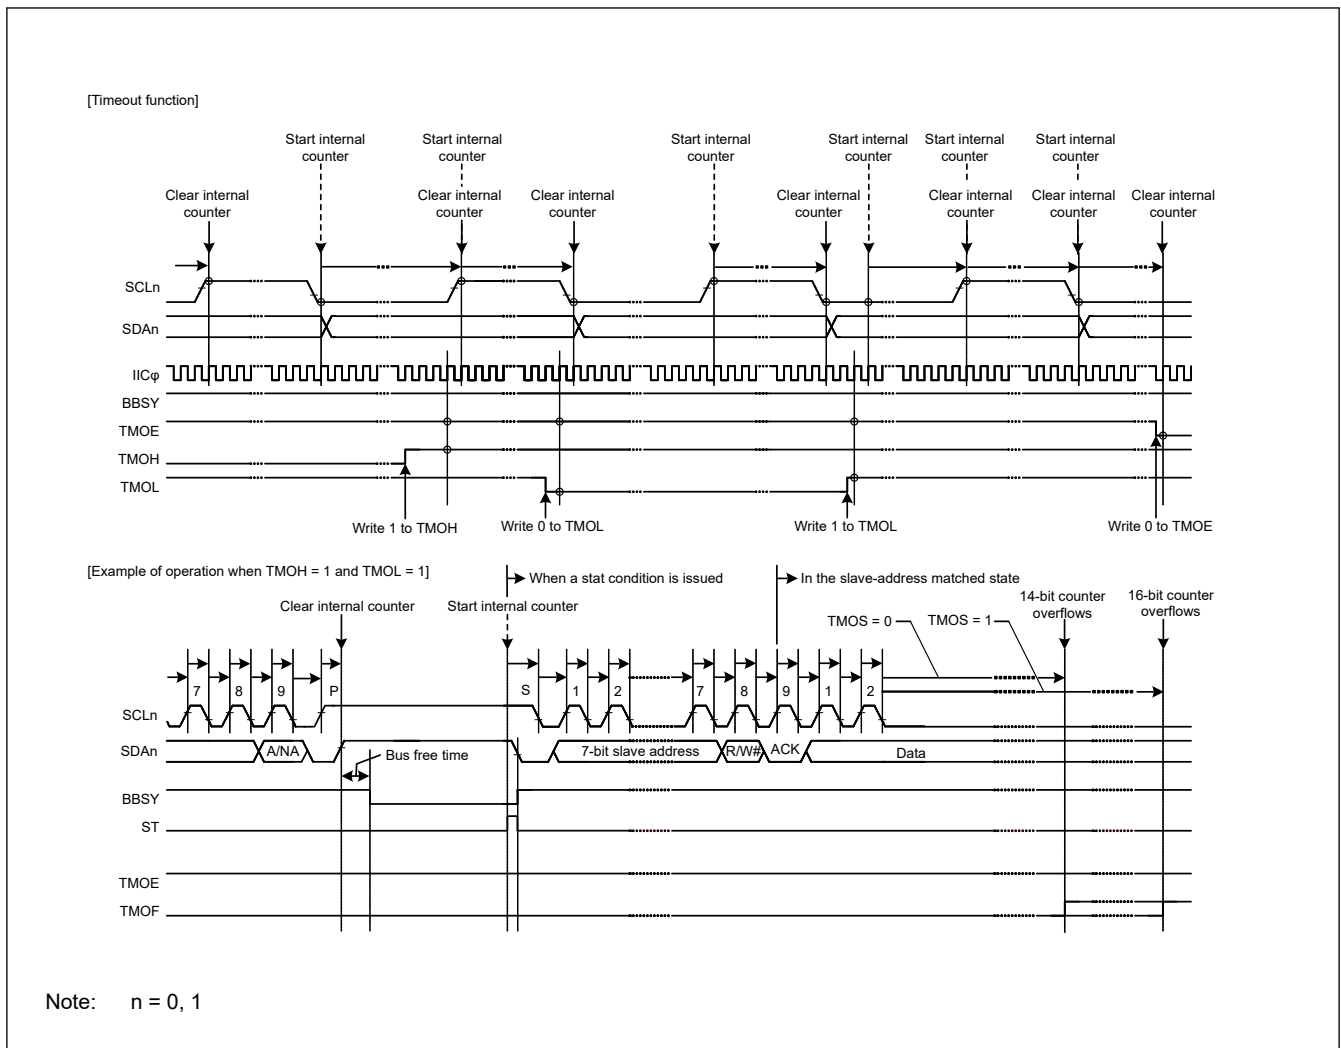 [Timeout function]
Start internal
counter
Start internal
counter
Start internal
counter
Start internal
counter
Start internal
counter
Start internal
counter
Clear internal
counter
Clear internal
counter
Clear internal
counter
Clear internal
counter
Clear internal
counter
Clear internal
counter
Clear internal
counter
SCLn
SDAn
IICφ
BBSY
TMOE
TMOH
TMOL
Write 1 to TMOH
Write 0 to TMOL
Write 1 to TMOL
Write 0 to TMOE
[Example of operation when TMOH = 1 and TMOL = 1]
When a stat condition is issued
In the slave-address matched state
Clear internal counter
Start internal counter
14-bit counter
overflows
16-bit counter
overflows
TMOS = 0
TMOS = 1
7 8 9 P S 1 2 7 8 9 1 2
SCLn
SDAn
A/NA
7-bit slave address
R/W#
ACK
Data
Bus free time
BBSY
ST
TMOE
TMOF
Note: n = 0, 1